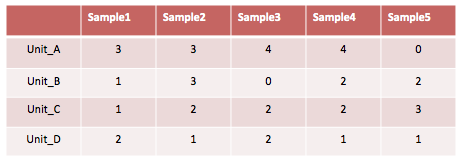 Sample1 Sample2 Sample3 Sample4 Sample5
Unit_A 3 3 4 4 0
Unit_B 1 3 0 2 2
Unit_C 1 2 2 2 3
Unit_D 2 1 2 1 1